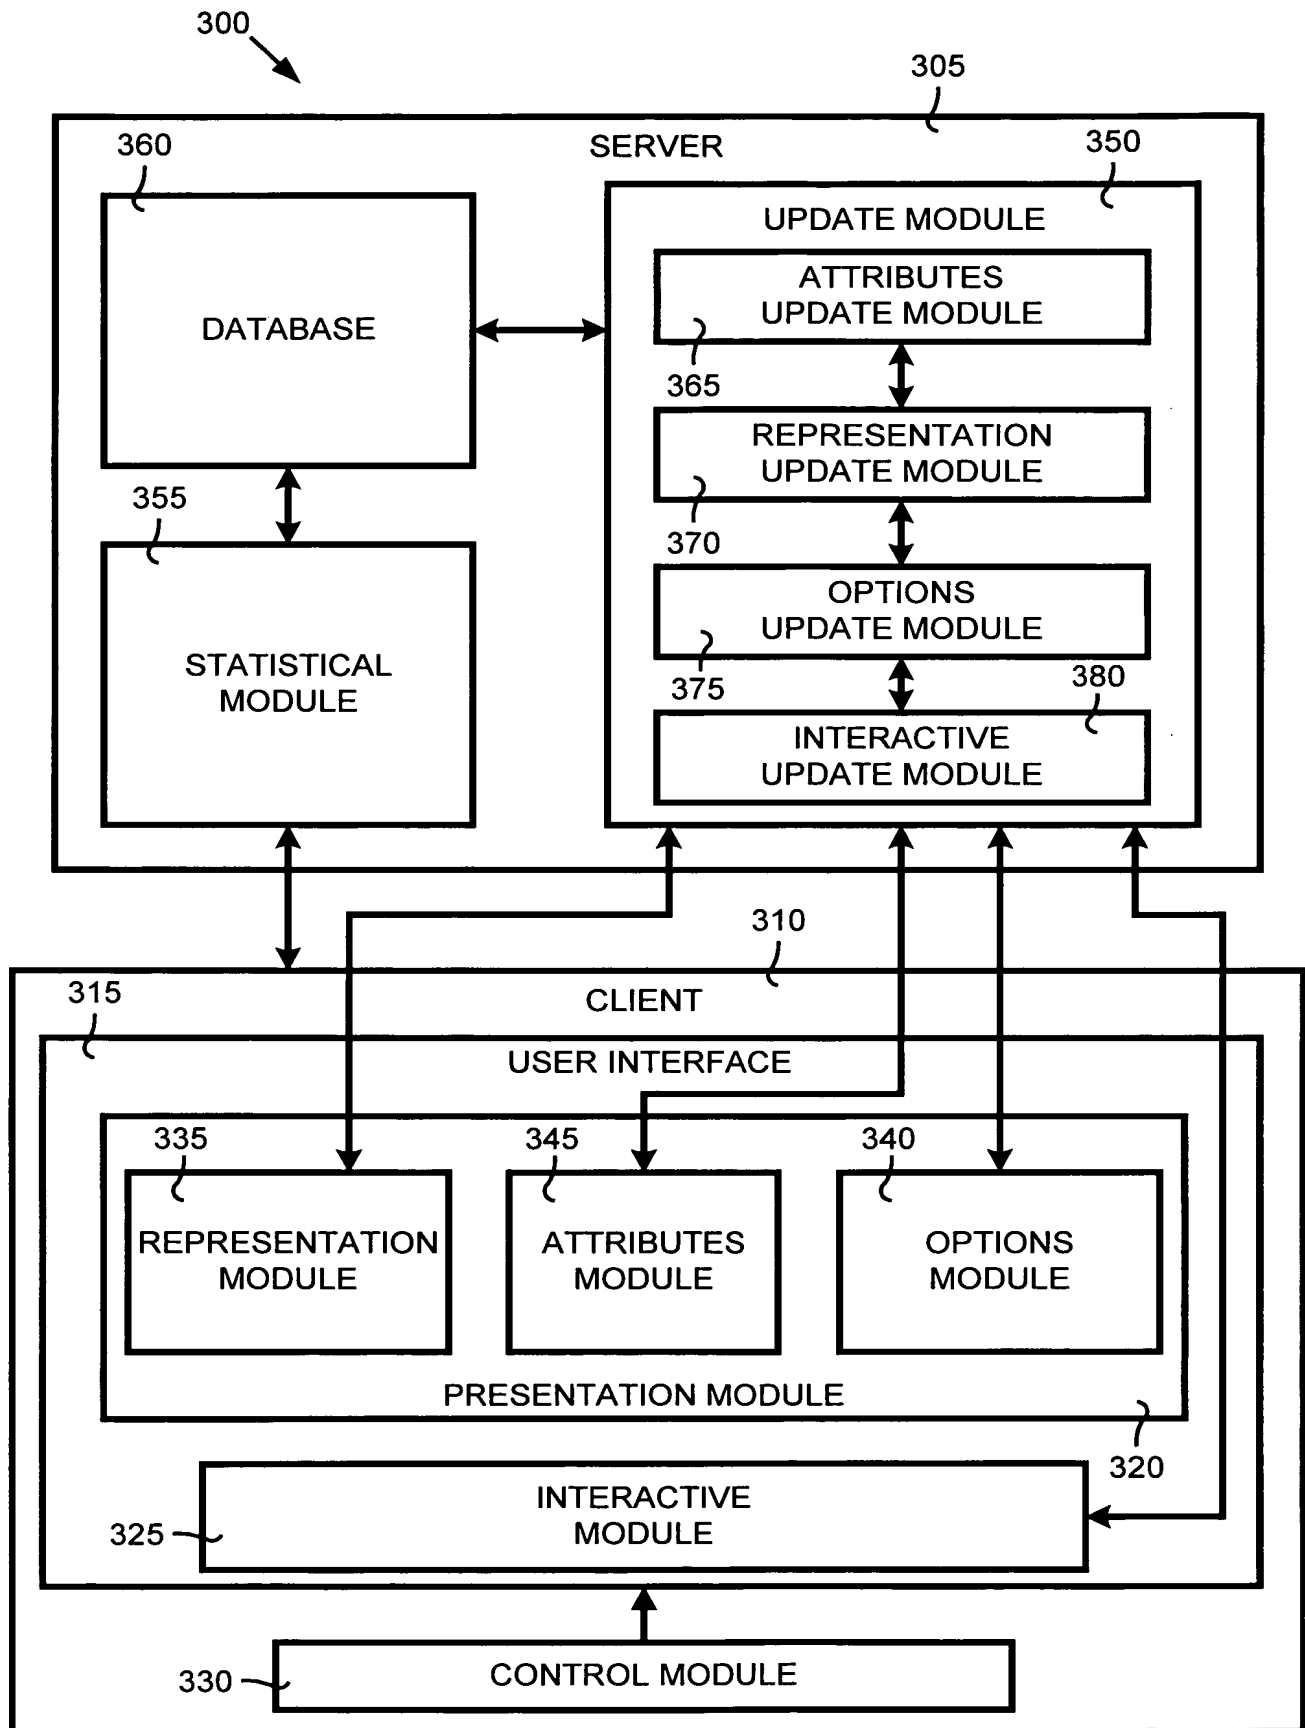 300
305
SERVER
360
350
UPDATE MODULE
ATTRIBUTES
UPDATE MODULE
DATABASE
365
REPRESENTATION
UPDATE MODULE
355
370
OPTIONS
UPDATE MODULE
STATISTICAL
MODULE
375
380
INTERACTIVE
UPDATE MODULE
310
315
CLIENT
USER INTERFACE
335
345
340
REPRESENTATION
MODULE
ATTRIBUTES
MODULE
OPTIONS
MODULE
PRESENTATION MODULE
320
INTERACTIVE
MODULE
325
CONTROL MODULE
330